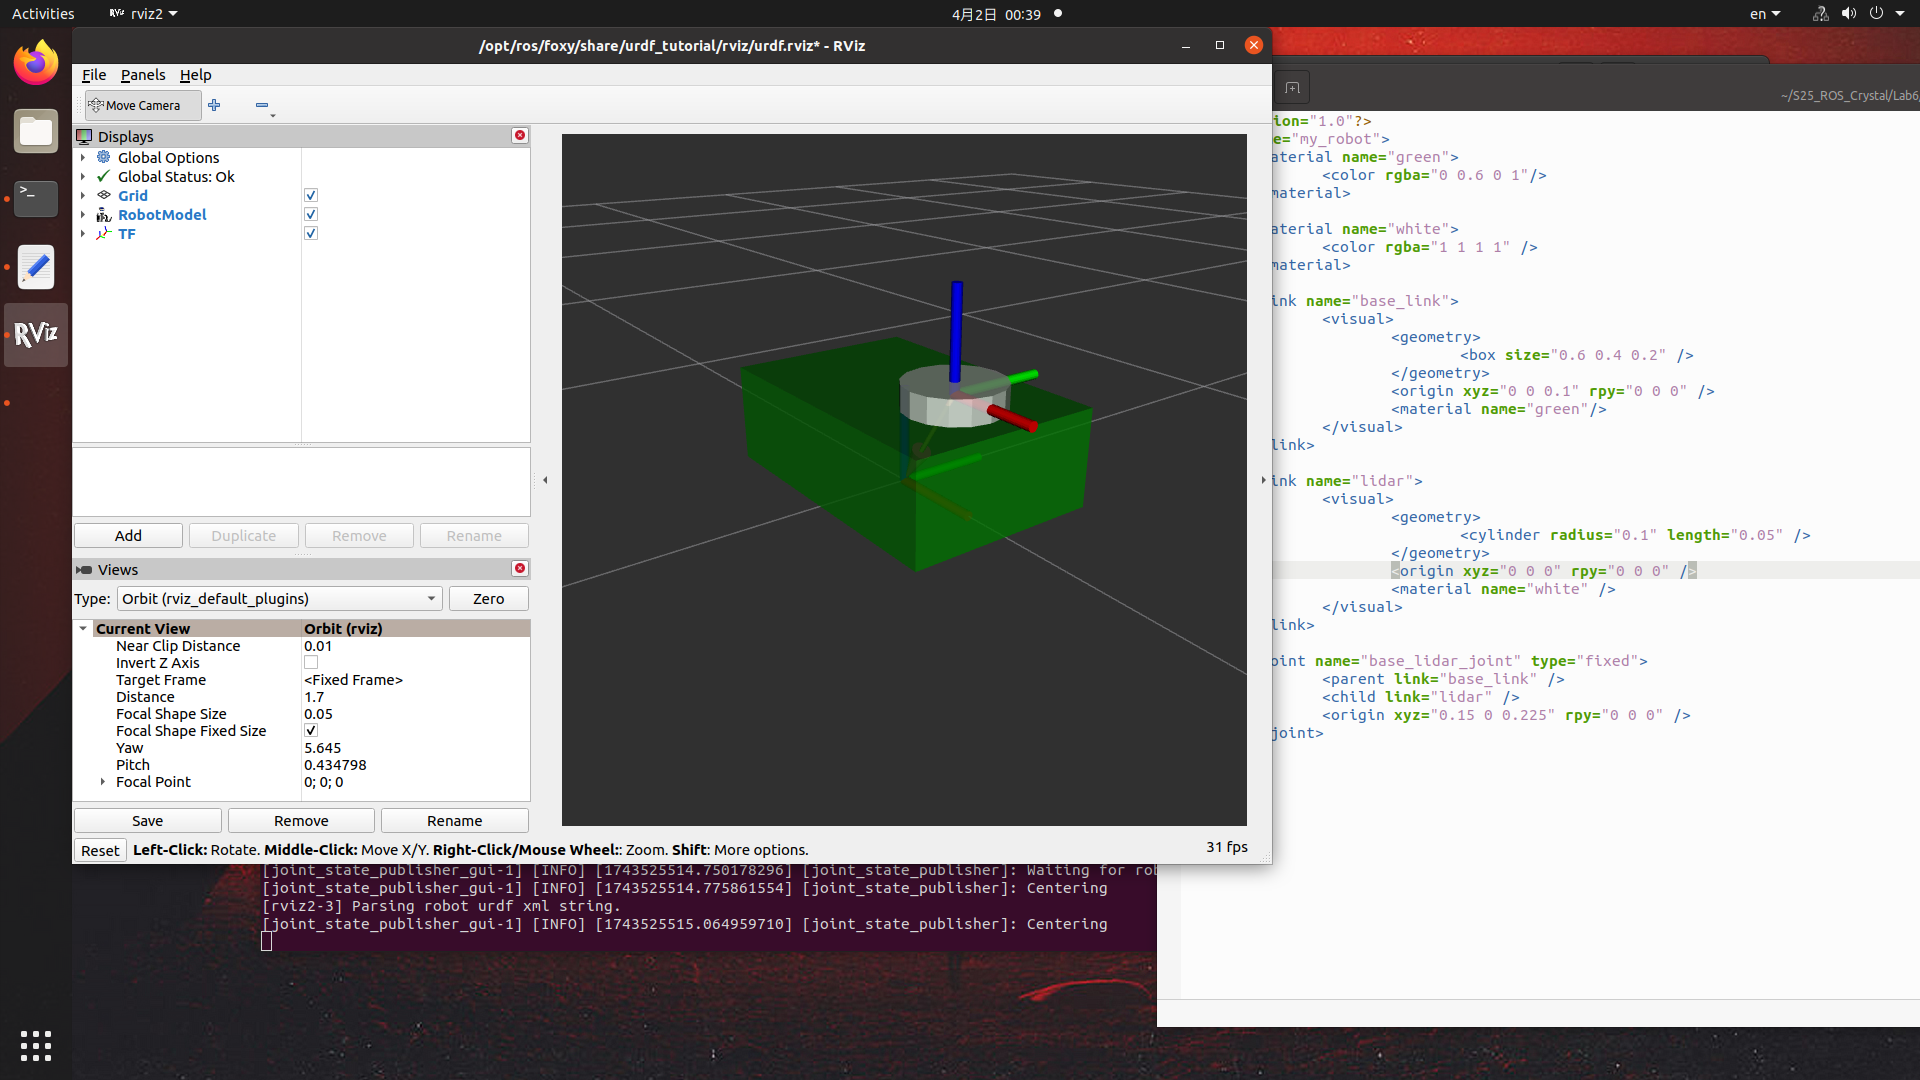 Activities
RViz
rviz2
4月2日 00:39
en
/opt/ros/foxy/share/urdf_tutorial/rviz/urdf.rviz* - RViz
File Panels Help
Move Camera
Displays
Global Options
Global Status: Ok
Grid
RobotModel
TF
Add
Duplicate
Remove
Rename
Views
Type:
Orbit (rviz_default_plugins)
Zero
Current View Orbit (rviz)
Near Clip Distance 0.01
Invert Z Axis
Target Frame <Fixed Frame>
Distance 1.7
Focal Shape Size 0.05
Focal Shape Fixed Size
Yaw 5.645
Pitch 0.434798
Focal Point 0; 0; 0
Save
Remove
Rename
Reset
Left-Click: Rotate. Middle-Click: Move X/Y. Right-Click/Mouse Wheel:: Zoom. Shift: More options.
31 fps
>_
RViz
~/S25_ROS_Crystal/Lab6
ion="1.0"?>
e="my_robot">
aterial name="green">
<color rgba="0 0.6 0 1"/>
material>
aterial name="white">
<color rgba="1 1 1 1" />
material>
ink name="base_link">
<visual>
<geometry>
<box size="0.6 0.4 0.2" />
</geometry>
<origin xyz="0 0 0.1" rpy="0 0 0" />
<material name="green"/>
</visual>
link>
ink name="lidar">
<visual>
<geometry>
<cylinder radius="0.1" length="0.05" />
</geometry>
<origin xyz="0 0 0" rpy="0 0 0" />
<material name="white" />
</visual>
link>
oint name="base_lidar_joint" type="fixed">
<parent link="base_link" />
<child link="lidar" />
<origin xyz="0.15 0 0.225" rpy="0 0 0" />
joint>
[joint_state_publisher_gui-1] [INFO] [1743525514.750178296] [joint_state_publisher]: Waiting for rob
[joint_state_publisher_gui-1] [INFO] [1743525514.775861554] [joint_state_publisher]: Centering
[rviz2-3] Parsing robot urdf xml string.
[joint_state_publisher_gui-1] [INFO] [1743525515.064959710] [joint_state_publisher]: Centering